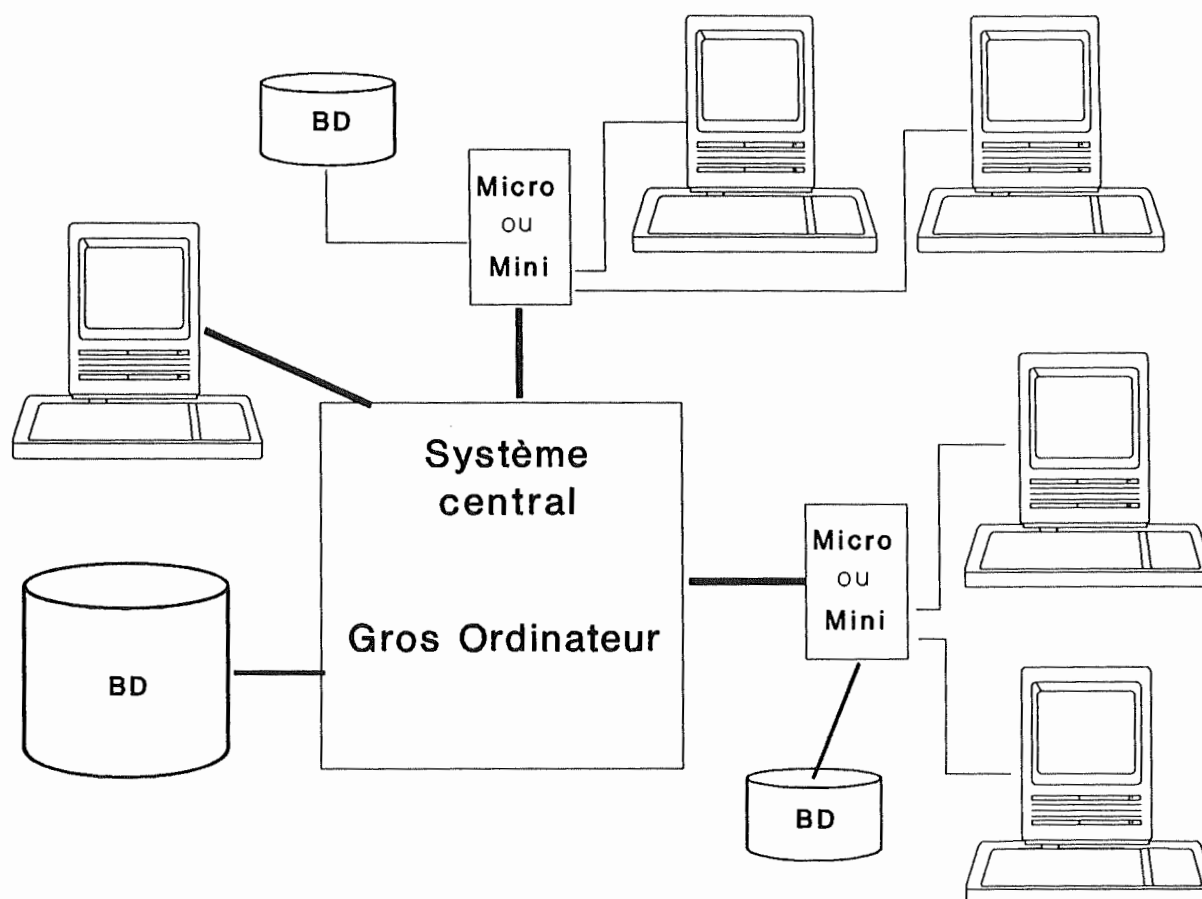 BD
Micro
ou
Mini
Système
central
Gros Ordinateur
Micro
ou
Mini
BD
BD